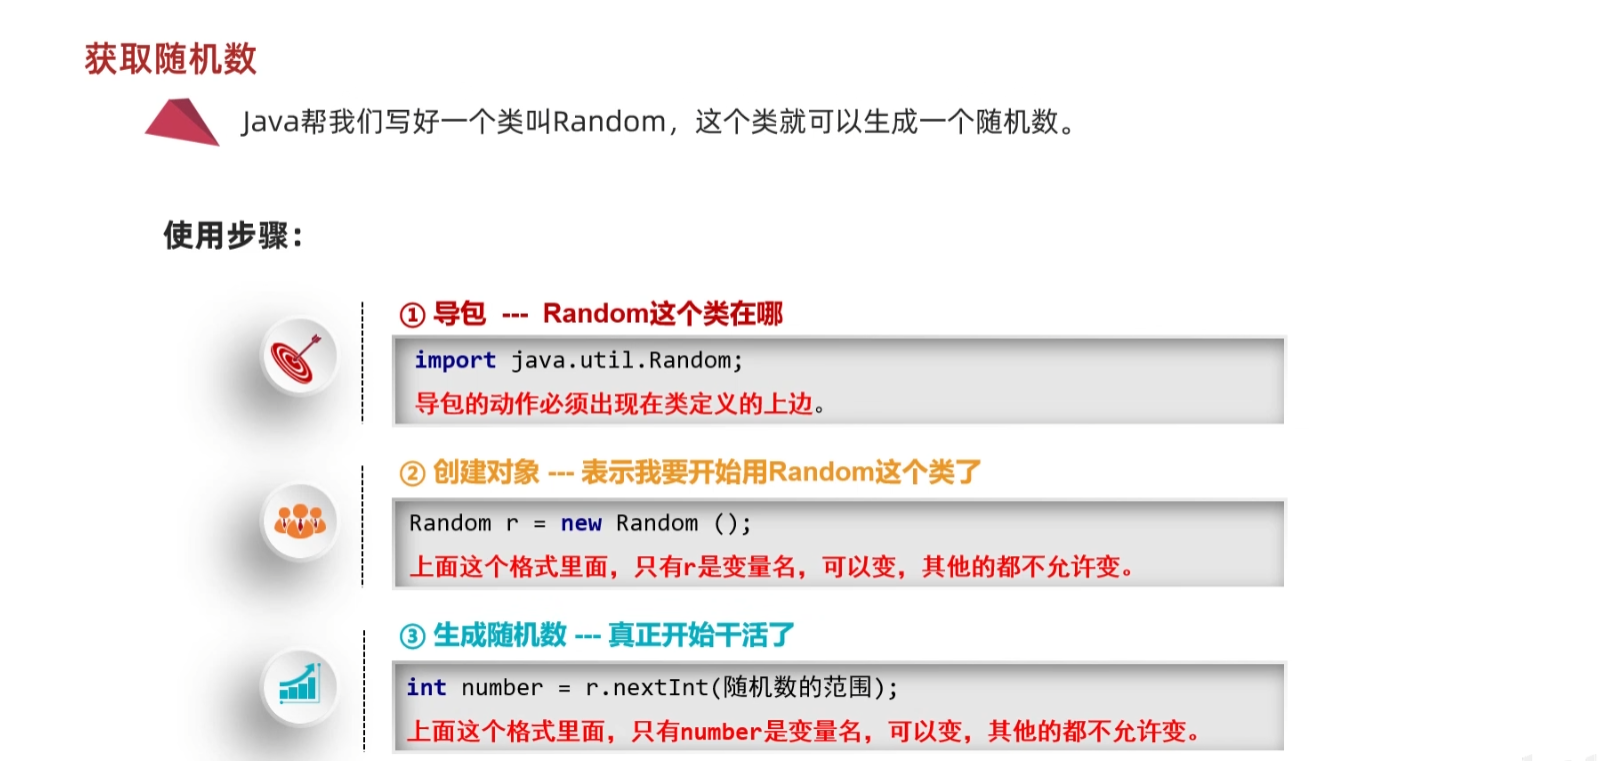 获取随机数
Java帮我们写好一个类叫Random，这个类就可以生成一个随机数。
使用步骤：
① 导包 --- Random这个类在哪
import java.util.Random;
导包的动作必须出现在类定义的上边。
② 创建对象 --- 表示我要开始用Random这个类了
Random r = new Random ();
上面这个格式里面，只有r是变量名，可以变，其他的都不允许变。
③ 生成随机数 --- 真正开始干活了
int number = r.nextInt(随机数的范围);
上面这个格式里面，只有number是变量名，可以变，其他的都不允许变。